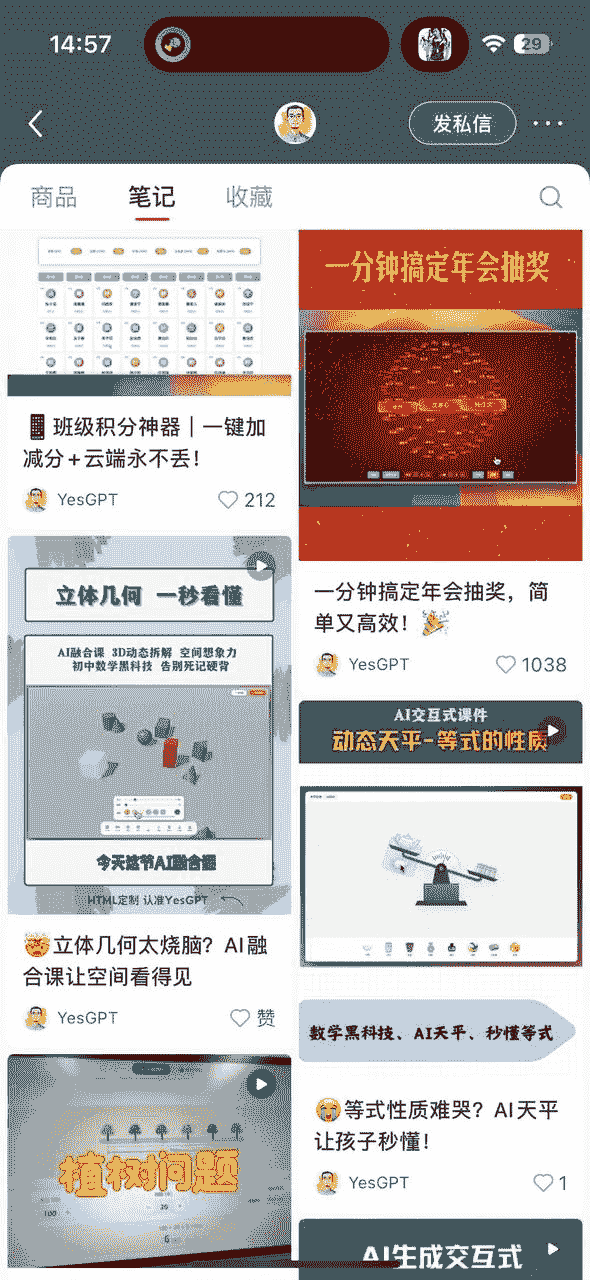 14:57
29
发私信
商品 笔记 收藏
📱班级积分神器｜一键加
减分+云端永不丢！
YesGPT 212
立体几何 一秒看懂
AI融合课 3D动态拆解 空间想象力
初中数学黑科技 告别死记硬背
今天这节AI融合课
HTML定制 认准YesGPT
🤯立体几何太烧脑？AI融
合课让空间看得见
YesGPT 赞
植树问题
100
20
6
一分钟搞定年会抽奖
一分钟搞定年会抽奖，简
单又高效！🎉
YesGPT 1038
AI交互式课件
动态天平-等式的性质
数学黑科技、AI天平、秒懂等式
😭等式性质难哭？AI天平
让孩子秒懂！
YesGPT 1
AI生成交互式